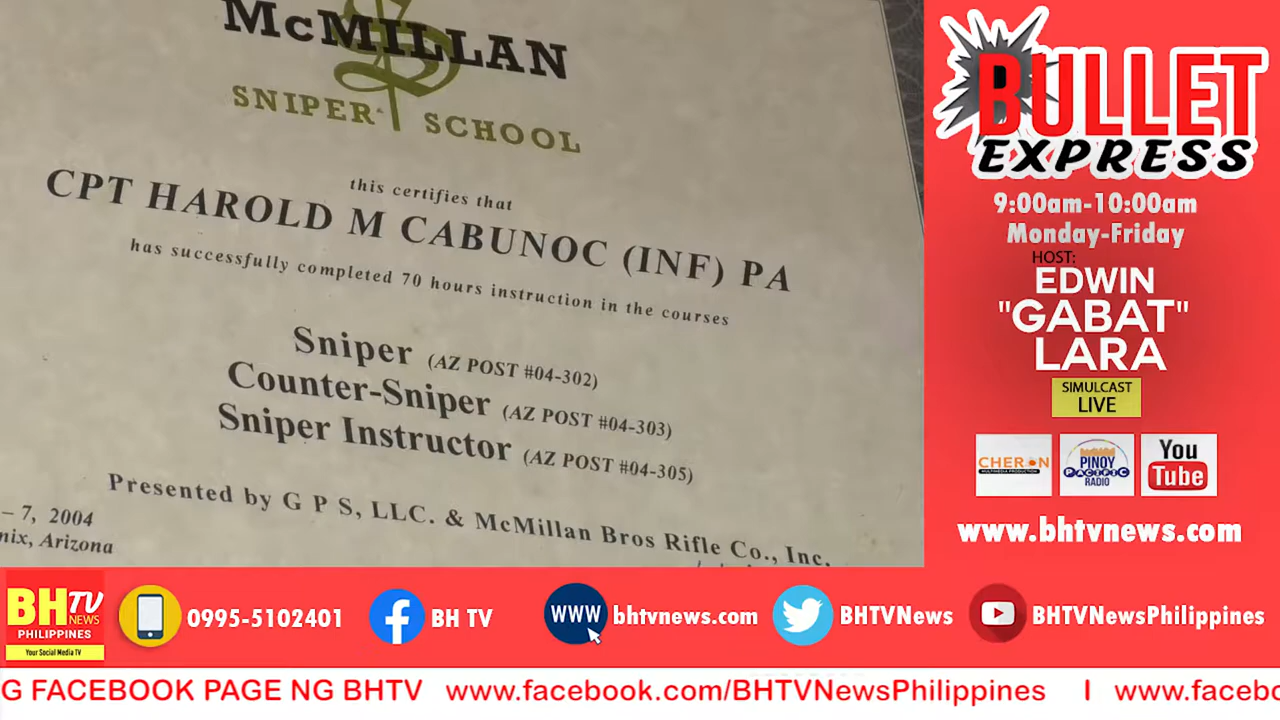 McMILLAN
SNIPER SCHOOL
this certifies that
CPT HAROLD M CABUNOC (INF) PA
has successfully completed 70 hours instruction in the courses
Sniper (AZ POST #04-302)
Counter-Sniper (AZ POST #04-303)
Sniper Instructor (AZ POST #04-305)
Presented by G P S, LLC. & McMillan Bros Rifle Co., Inc.
– 7, 2004
nix, Arizona
BULLET
EXPRESS
9:00am-10:00am
Monday-Friday
HOST:
EDWIN
"GABAT"
LARA
SIMULCAST
LIVE
CHERON
MULTIMEDIA PRODUCTION
PINOY
PACIFIC
RADIO
You
Tube
www.bhtvnews.com
BHTV
NEWS
PHILIPPINES
Your Social Media TV
0995-5102401
BH TV
WWW
bhtvnews.com
BHTVNews
BHTVNewsPhilippines
G FACEBOOK PAGE NG BHTV www.facebook.com/BHTVNewsPhilippines I www.facebo